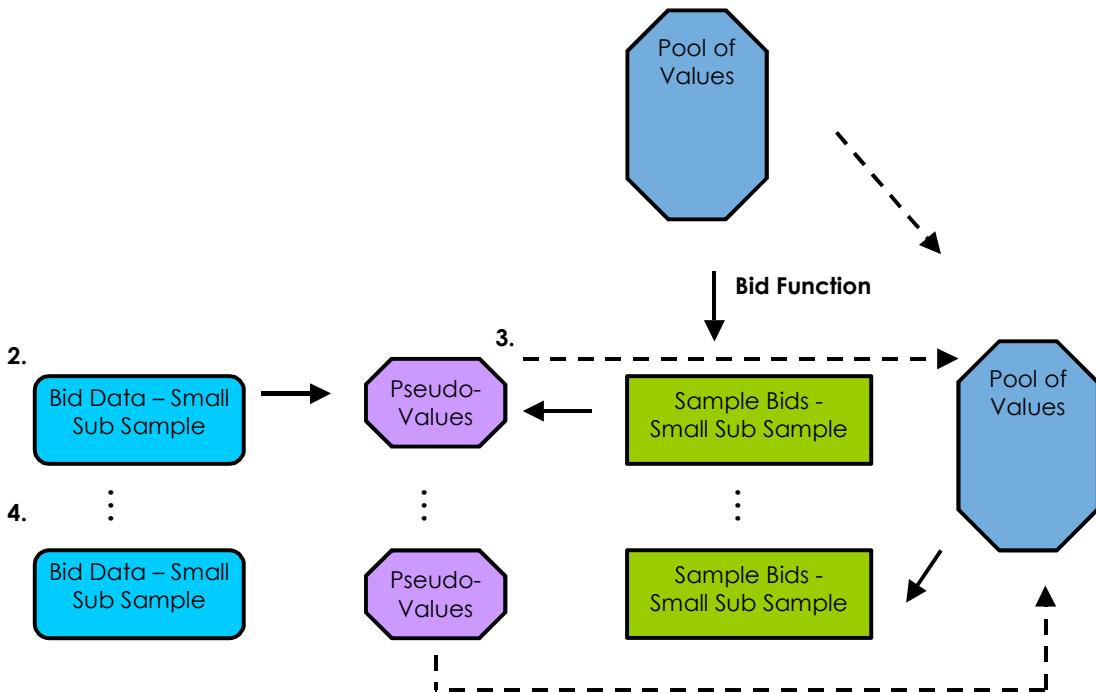 Pool of
Values
Bid Function
3.
2.
Bid Data – Small
Sub Sample
Pseudo-
Values
Sample Bids -
Small Sub Sample
Pool of
Values
4.
Bid Data – Small
Sub Sample
Pseudo-
Values
Sample Bids -
Small Sub Sample